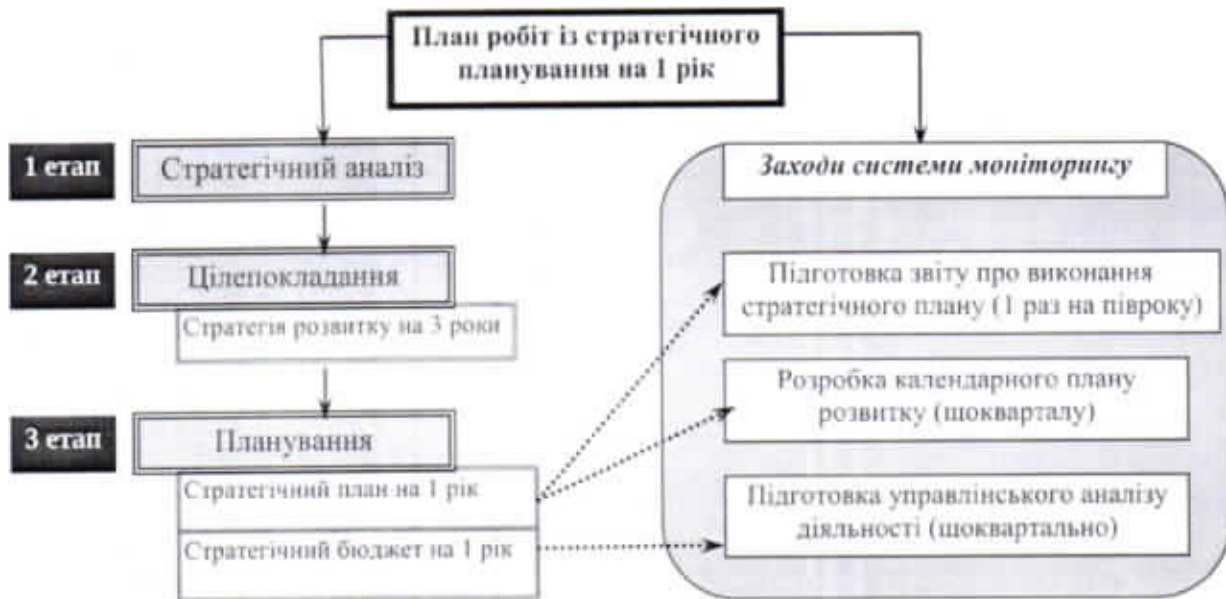 План робіт із стратегічного
планування на 1 рік
1 етап
Стратегічний аналіз
2 етап
Цілепокладання
Стратегія розвитку на 3 роки
3 етап
Планування
Стратегічний план на 1 рік
Стратегічний бюджет на 1 рік
Заходи системи моніторингу
Підготовка звіту про виконання
стратегічного плану (1 раз на півроку)
Розробка календарного плану
розвитку (щокварталу)
Підготовка управлінського аналізу
діяльності (щоквартально)